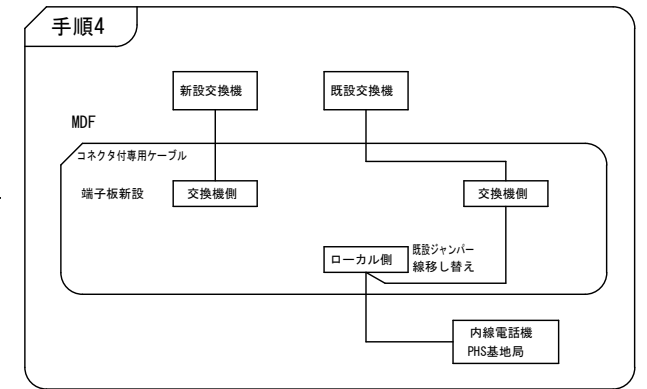 手順4
新設交換機
既設交換機
MDF
コネクタ付専用ケーブル
端子板新設
交換機側
交換機側
ローカル側
既設ジャンパー
線移し替え
内線電話機
PHS基地局